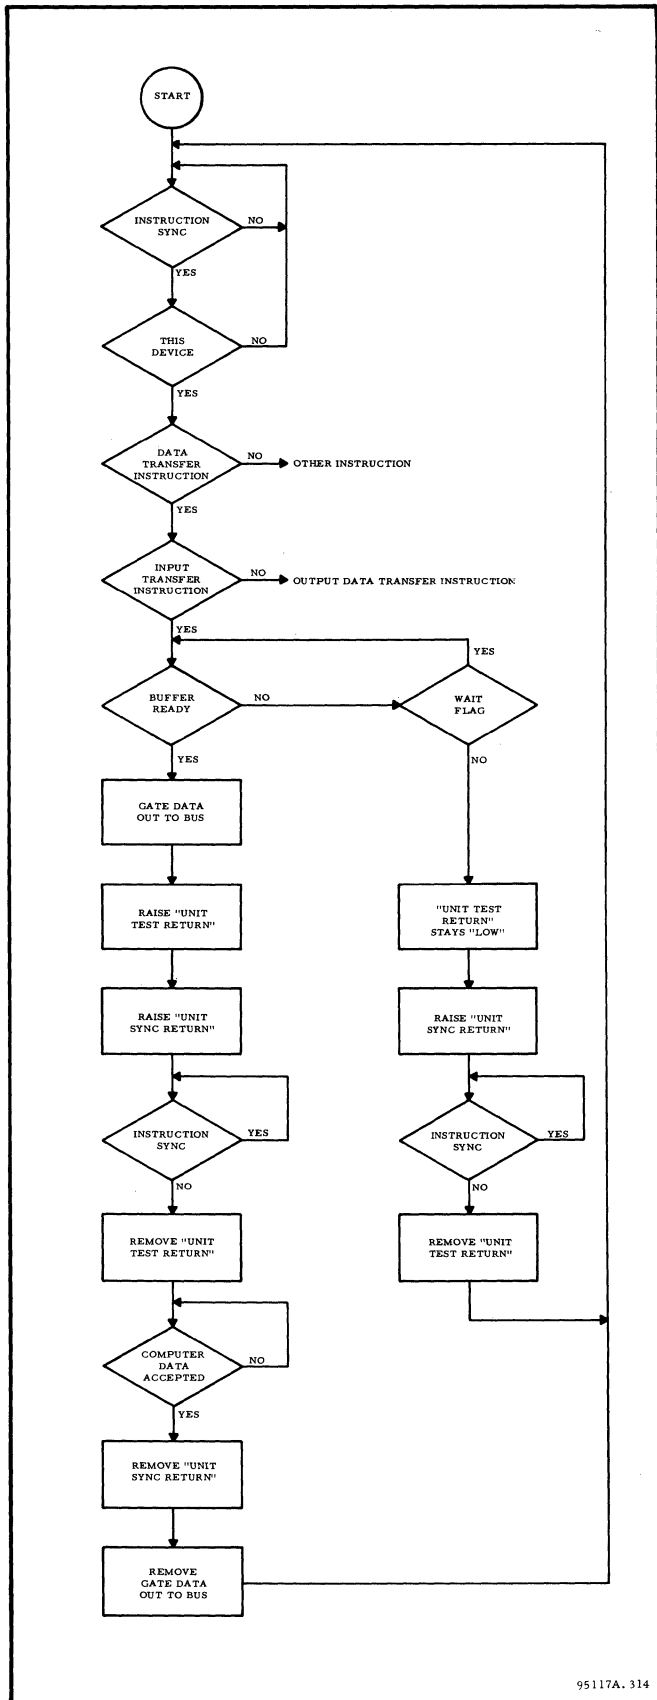 START
INSTRUCTION
SYNC
NO
YES
THIS
DEVICE
NO
YES
DATA
TRANSFER
INSTRUCTION
NO
OTHER INSTRUCTION
YES
INPUT
TRANSFER
INSTRUCTION
NO
OUTPUT DATA TRANSFER INSTRUCTION
YES
YES
BUFFER
READY
NO
WAIT
FLAG
YES
NO
GATE DATA
OUT TO BUS
RAISE "UNIT
TEST RETURN"
"UNIT TEST
RETURN"
STAYS "LOW"
RAISE "UNIT
SYNC RETURN"
RAISE "UNIT
SYNC RETURN"
INSTRUCTION
SYNC
YES
INSTRUCTION
SYNC
YES
NO
NO
REMOVE "UNIT
TEST RETURN"
REMOVE "UNIT
TEST RETURN"
COMPUTER
DATA
ACCEPTED
NO
YES
REMOVE "UNIT
SYNC RETURN"
REMOVE
GATE DATA
OUT TO BUS
95117A.314